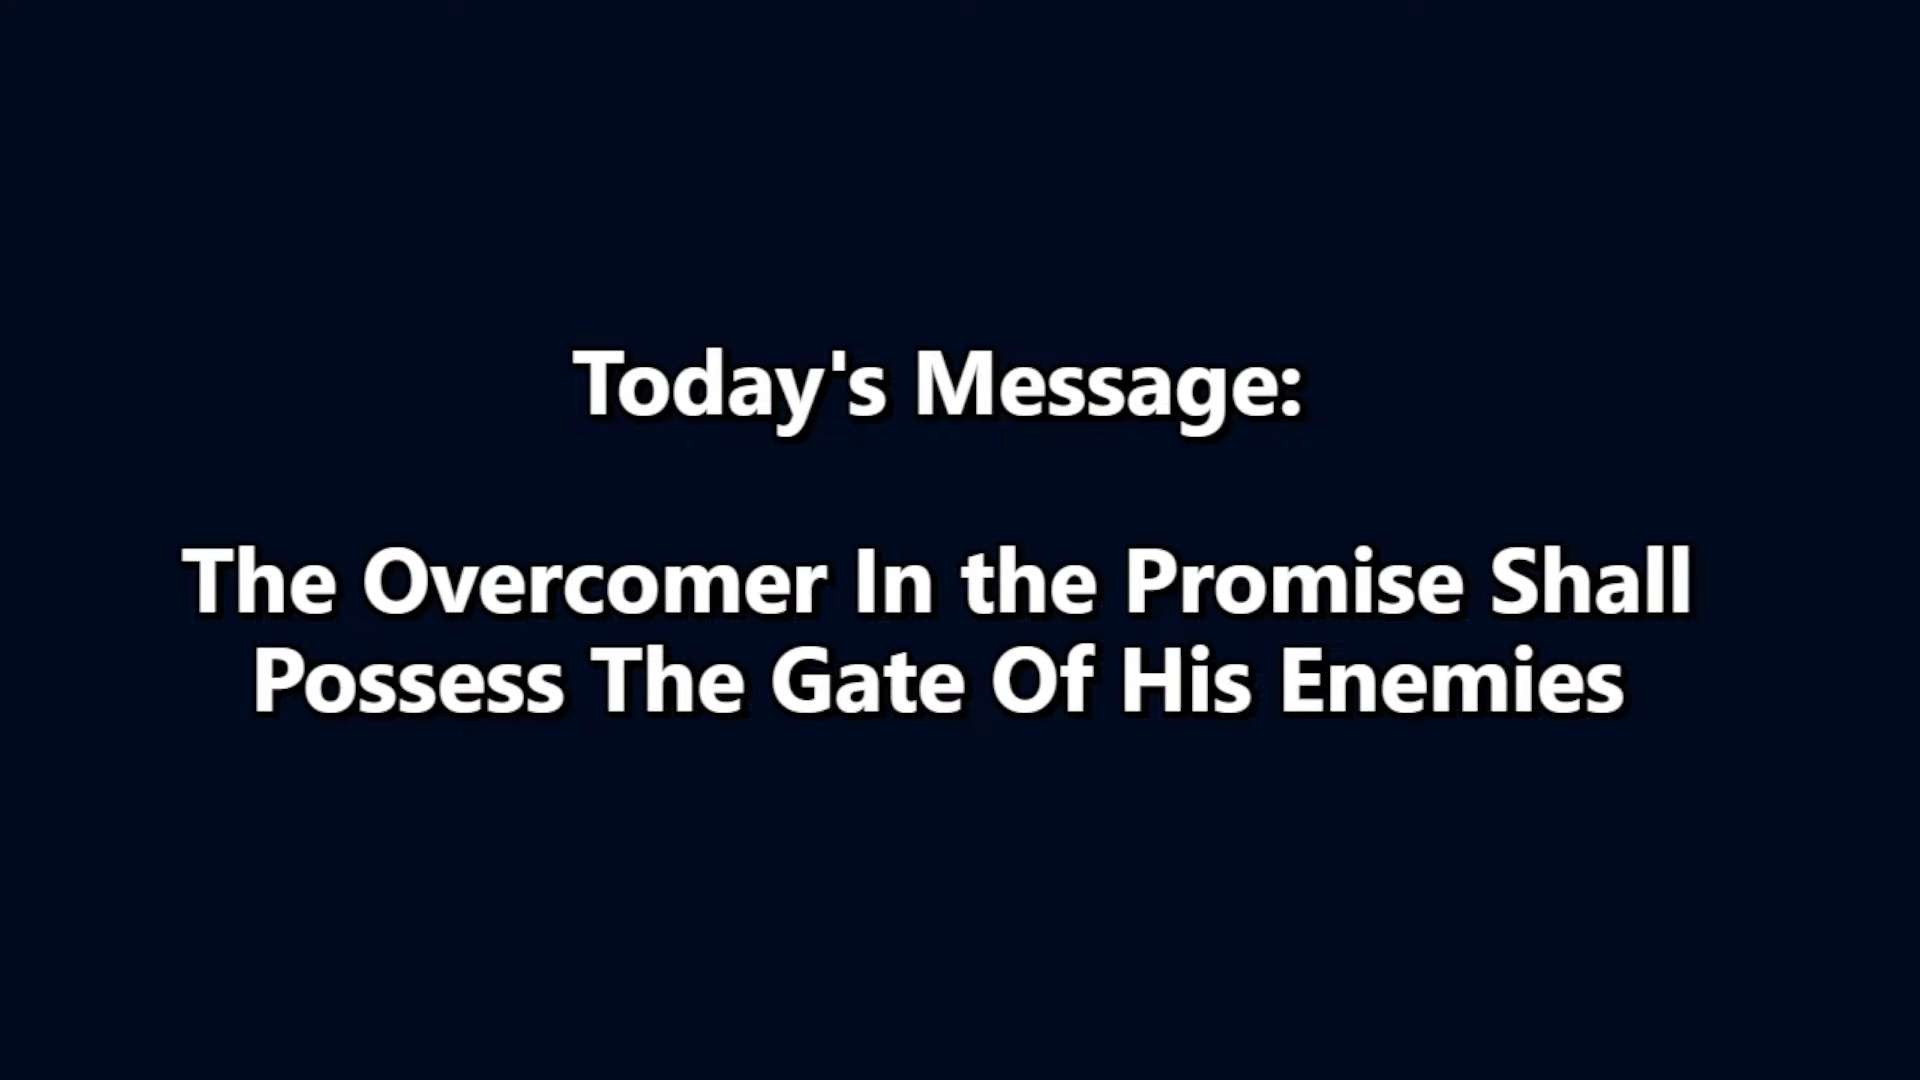 Today's Message:
The Overcomer In the Promise Shall
Possess The Gate Of His Enemies